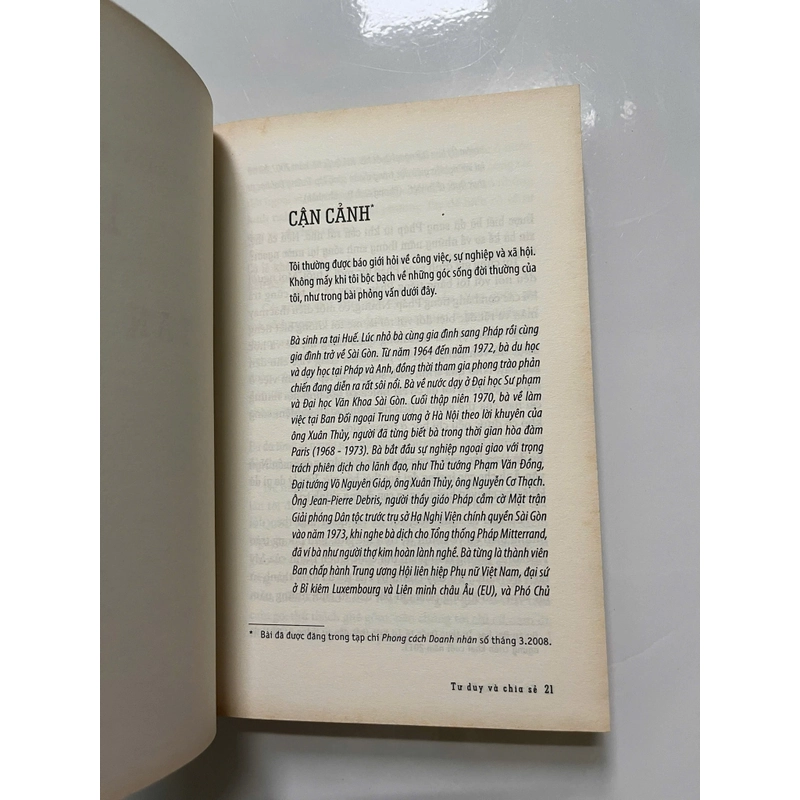 CẬN CẢNH*
Tôi thường được báo giới hỏi về công việc, sự nghiệp và xã hội.
Không mấy khi tôi bộc bạch về những góc sống đời thường của
tôi, như trong bài phỏng vấn dưới đây.
Bà sinh ra tại Huế. Lúc nhỏ bà cùng gia đình sang Pháp rồi cùng
gia đình trở về Sài Gòn. Từ năm 1964 đến năm 1972, bà du học
và dạy học tại Pháp và Anh, đồng thời tham gia phong trào phản
chiến đang diễn ra rất sôi nổi. Bà về nước dạy ở Đại học Sư phạm
và Đại học Văn Khoa Sài Gòn. Cuối thập niên 1970, bà về làm
việc tại Ban Đối ngoại Trung ương ở Hà Nội theo lời khuyên của
ông Xuân Thủy, người đã từng biết bà trong thời gian hòa đàm
Paris (1968 - 1973). Bà bắt đầu sự nghiệp ngoại giao với trọng
trách phiên dịch cho lãnh đạo, như Thủ tướng Phạm Văn Đồng,
Đại tướng Võ Nguyên Giáp, ông Xuân Thủy, ông Nguyễn Cơ Thạch.
Ông Jean-Pierre Debris, người thầy giáo Pháp cắm cờ Mặt trận
Giải phóng Dân tộc trước trụ sở Hạ Nghị Viện chính quyền Sài Gòn
vào năm 1973, khi nghe bà dịch cho Tổng thống Pháp Mitterrand,
đã ví bà như người thợ kim hoàn lành nghề. Bà từng là thành viên
Ban chấp hành Trung ương Hội liên hiệp Phụ nữ Việt Nam, đại sứ
ở Bỉ kiêm Luxembourg và Liên minh châu Âu (EU), và Phó Chủ
* Bài đã được đăng trong tạp chí Phong cách Doanh nhân số tháng 3.2008.
Tư duy và chia sẻ 21